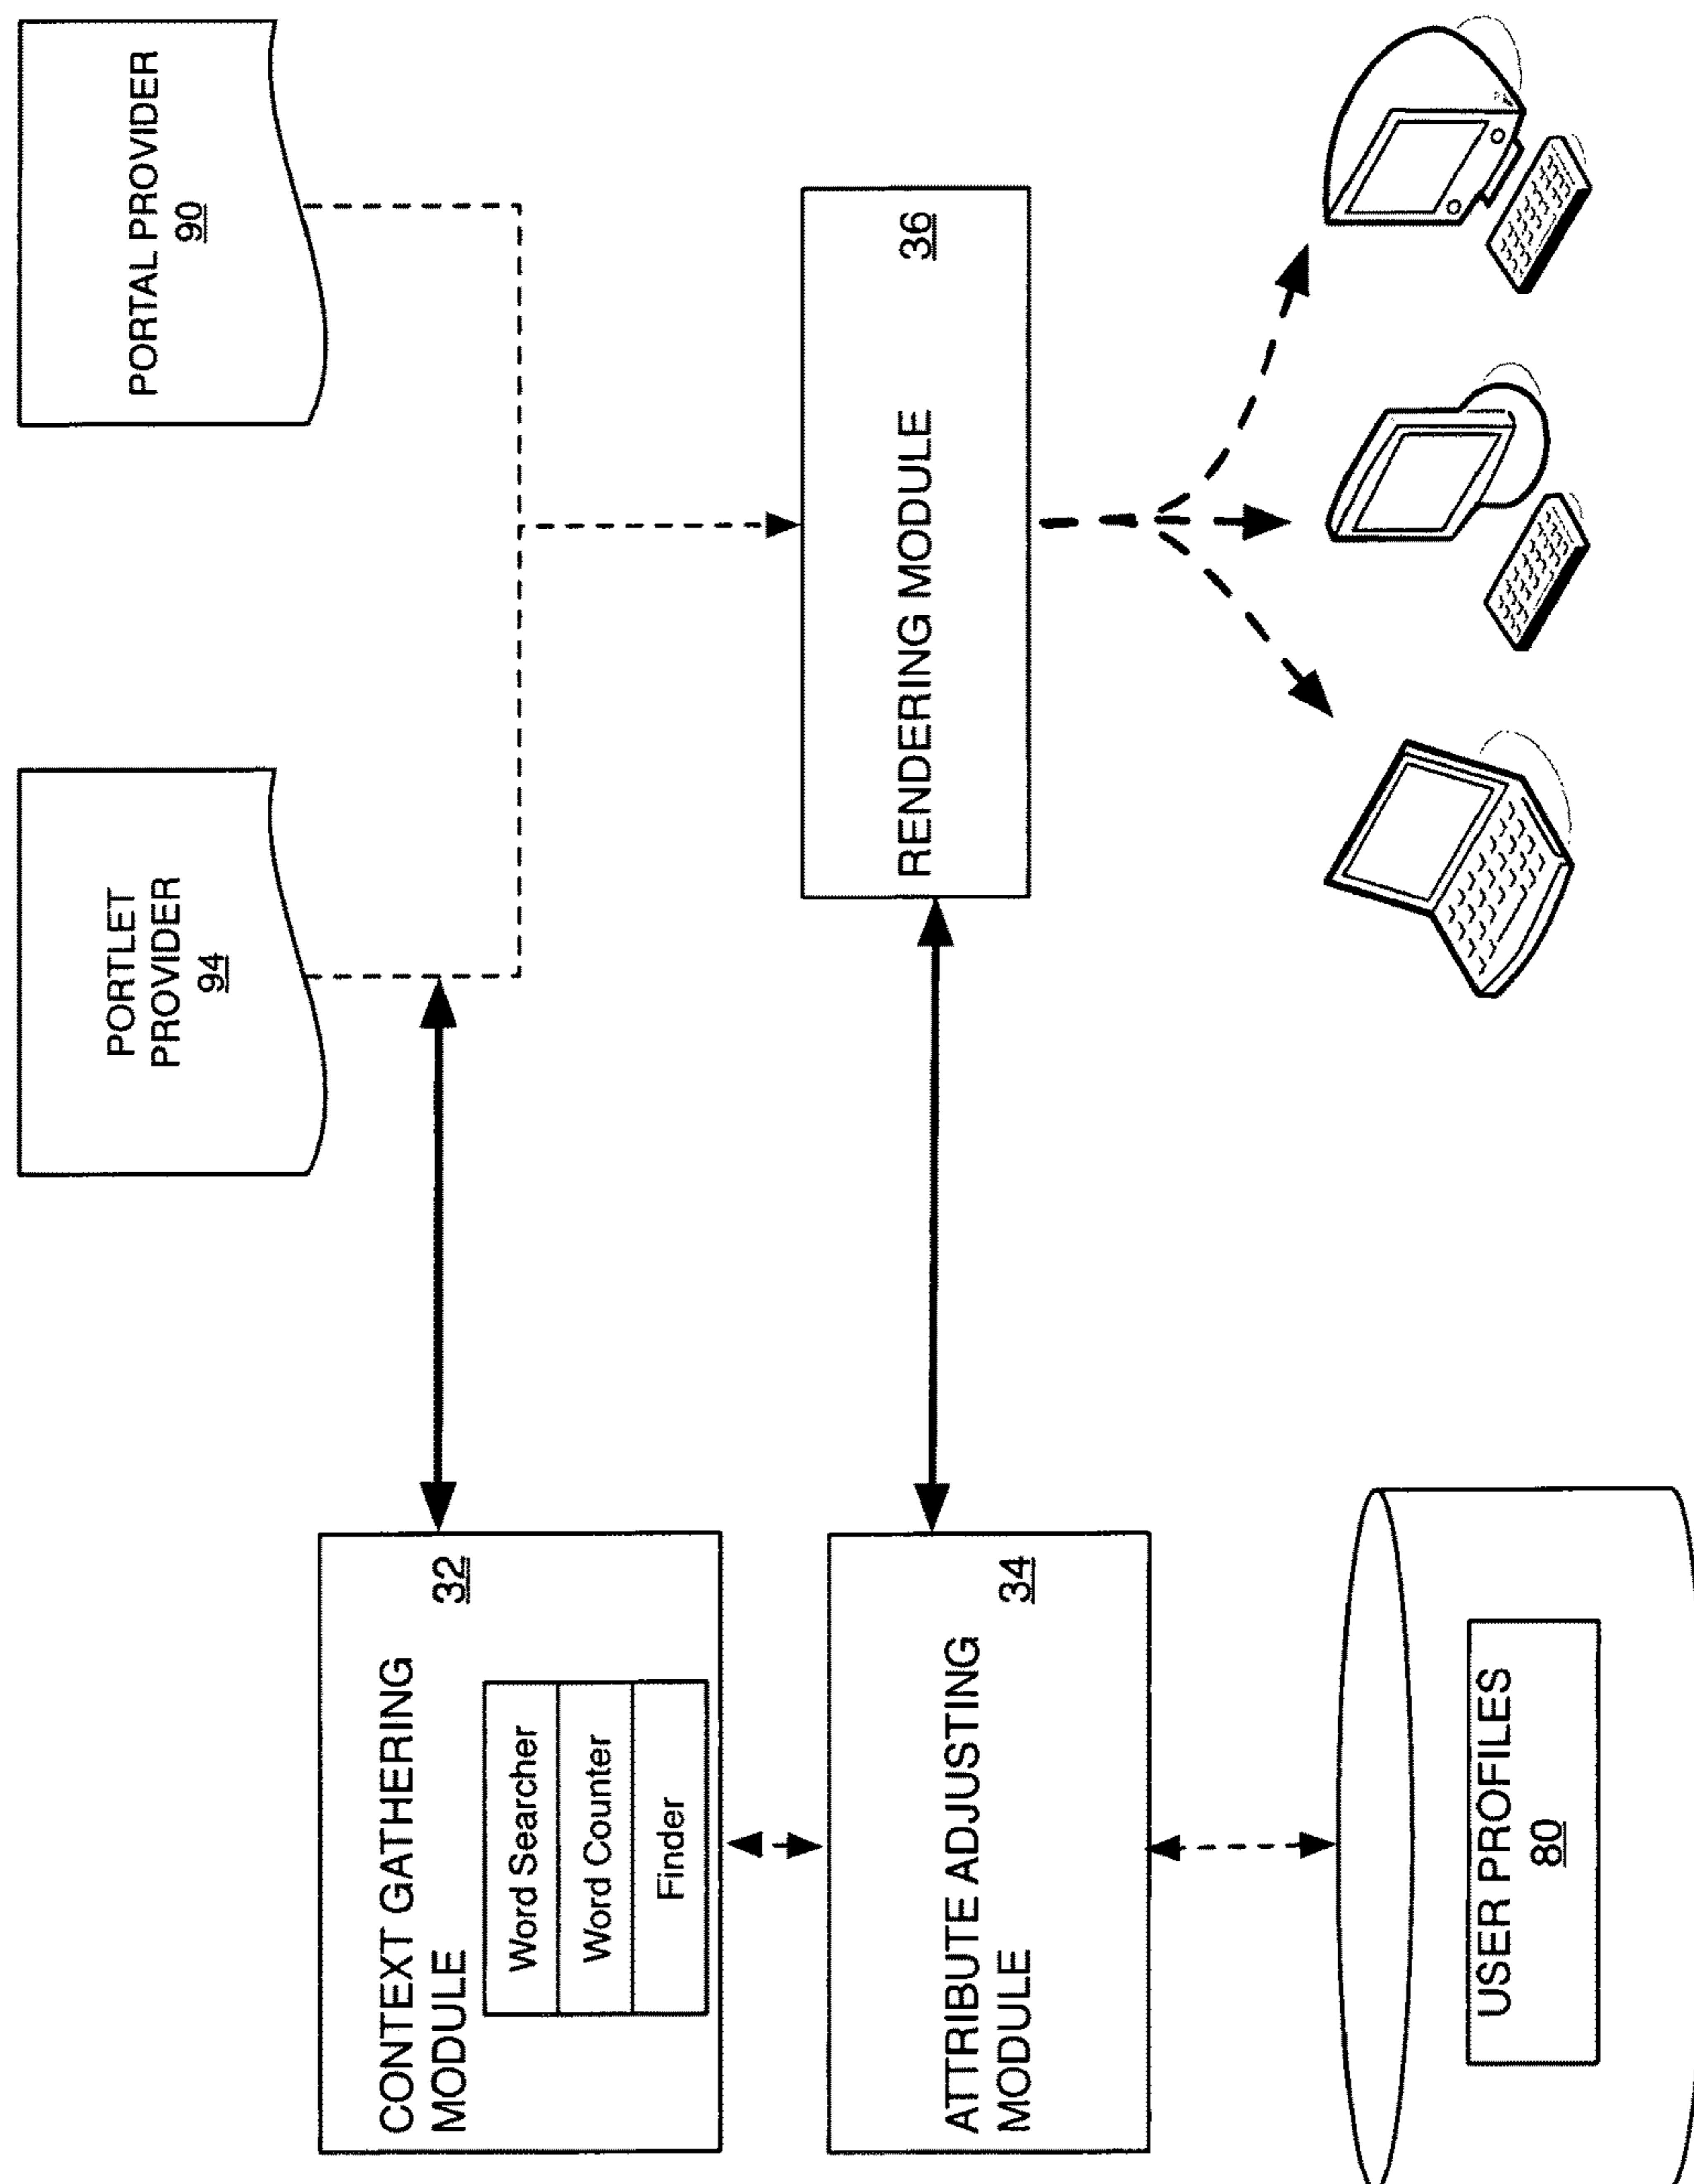 CONTEXT GATHERING
MODULE
32
Word Searcher
Word Counter
Finder
PORTLET
PROVIDER
94
PORTAL PROVIDER
90
ATTRIBUTE ADJUSTING
MODULE
34
RENDERING MODULE
36
USER PROFILES
80